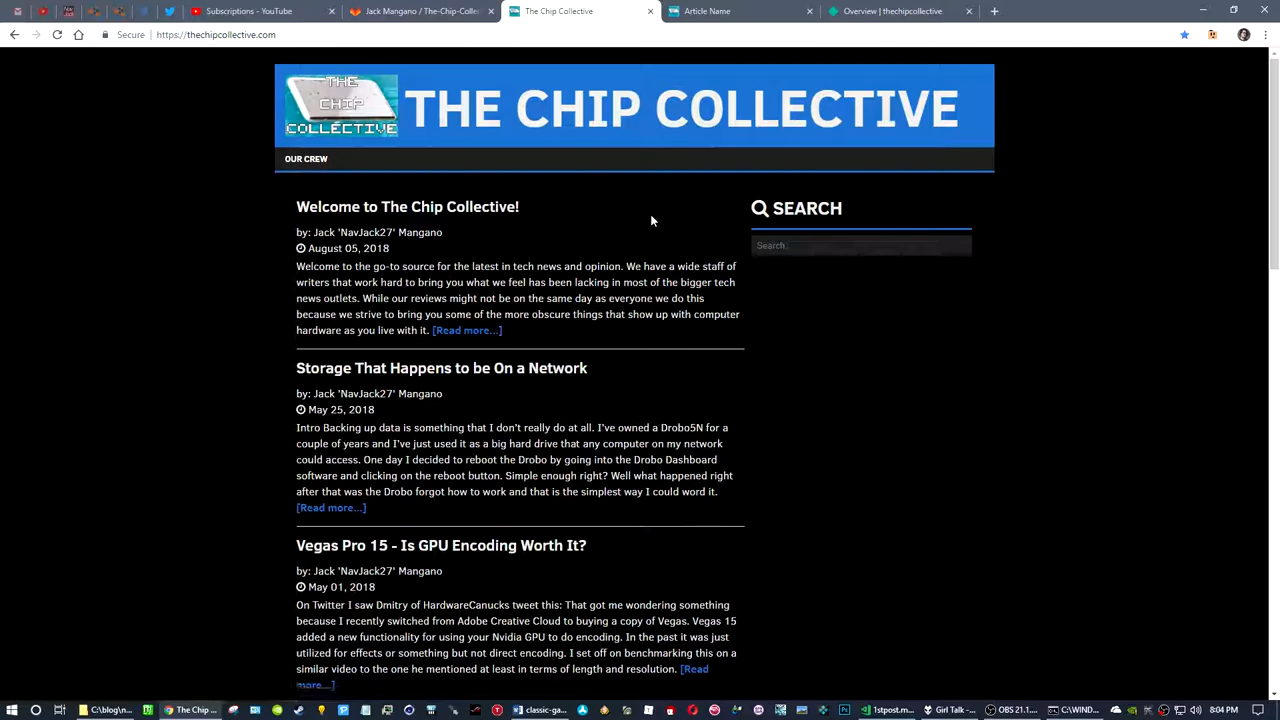 Subscriptions - YouTube
Jack Mangano / The-Chip-Collec
The Chip Collective
Article Name
Overview | thechipcollective
Secure
https://thechipcollective.com
THE
CHIP
COLLECTIVE
THE CHIP COLLECTIVE
OUR CREW
Welcome to The Chip Collective!
by: Jack 'NavJack27' Mangano
August 05, 2018
Welcome to the go-to source for the latest in tech news and opinion. We have a wide staff of
writers that work hard to bring you what we feel has been lacking in most of the bigger tech
news outlets. While our reviews might not be on the same day as everyone we do this
because we strive to bring you some of the more obscure things that show up with computer
hardware as you live with it. [Read more...]
SEARCH
Search..
Storage That Happens to be On a Network
by: Jack 'NavJack27' Mangano
May 25, 2018
Intro Backing up data is something that I don't really do at all. I've owned a Drobo5N for a
couple of years and I've just used it as a big hard drive that any computer on my network
could access. One day I decided to reboot the Drobo by going into the Drobo Dashboard
software and clicking on the reboot button. Simple enough right? Well what happened right
after that was the Drobo forgot how to work and that is the simplest way I could word it.
[Read more...]
Vegas Pro 15 - Is GPU Encoding Worth It?
by: Jack 'NavJack27' Mangano
May 01, 2018
On Twitter I saw Dmitry of HardwareCanucks tweet this: That got me wondering something
because I recently switched from Adobe Creative Cloud to buying a copy of Vegas. Vegas 15
added a new functionality for using your Nvidia GPU to do encoding. In the past it was just
utilized for effects or something but not direct encoding. I set off on benchmarking this on a
similar video to the one he mentioned at least in terms of length and resolution. [Read
more...]
C:\blog\n...
The Chip ...
classic-ga...
1stpost.m...
Girl Talk -...
OBS 21.1....
C:\WIND...
8:04 PM